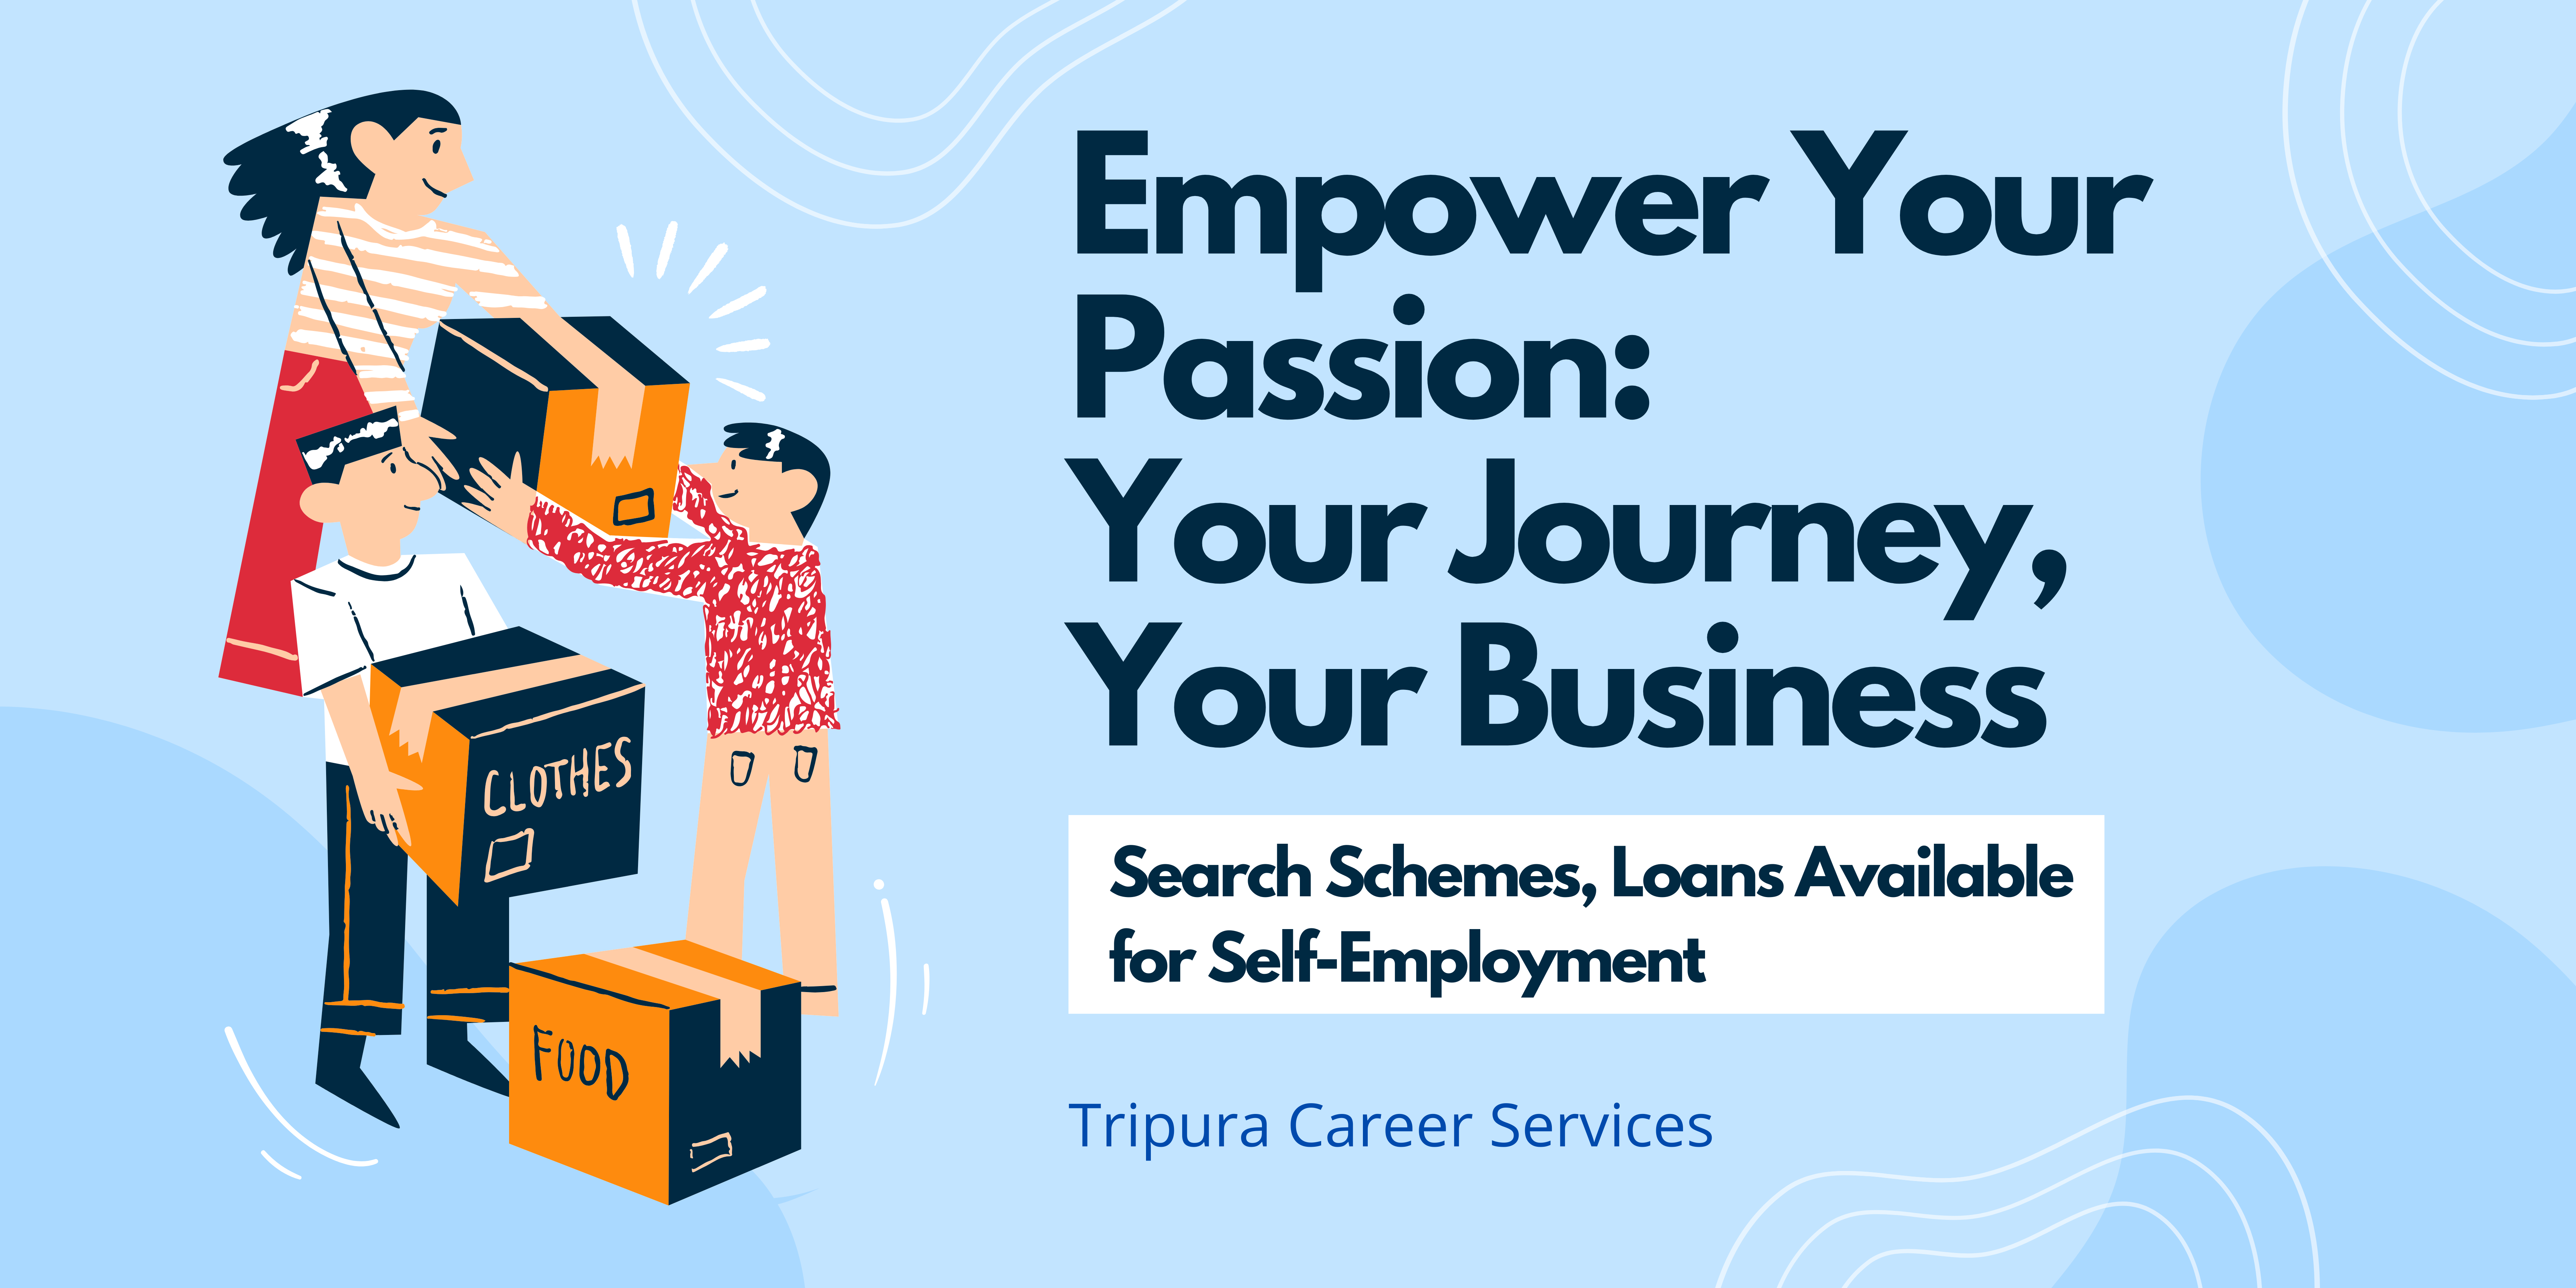 Empower Your
Passion:
Your Journey,
Your Business
Search Schemes, Loans Available
for Self-Employment
Tripura Career Services
CLOTHES
FOOD